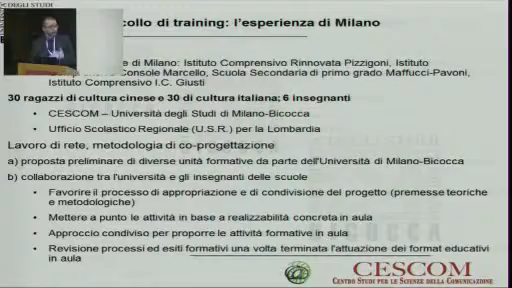 DEGLI STUDI
collo di training: l'esperienza di Milano
e di Milano: Istituto Comprensivo Rinnovata Pizzigoni, Istituto
Console Marcello, Scuola Secondaria di primo grado Maffucci-Pavoni,
Istituto Comprensivo I.C. Giusti
30 ragazzi di cultura cinese e 30 di cultura italiana; 6 insegnanti
• CESCOM – Università degli Studi di Milano-Bicocca
• Ufficio Scolastico Regionale (U.S.R.) per la Lombardia
Lavoro di rete, metodologia di co-progettazione
a) proposta preliminare di diverse unità formative da parte dell'Università di Milano-Bicocca
b) collaborazione tra l'università e gli insegnanti delle scuole
• Favorire il processo di appropriazione e di condivisione del progetto (premesse teoriche
e metodologiche)
• Mettere a punto le attività in base a realizzabilità concreta in aula
• Approccio condiviso per proporre le attività formative in aula
• Revisione processi ed esiti formativi una volta terminata l'attuazione dei format educativi
in aula
BICOCCA
CESCOM
CENTRO STUDI PER LE SCIENZE DELLA COMUNICAZIONE